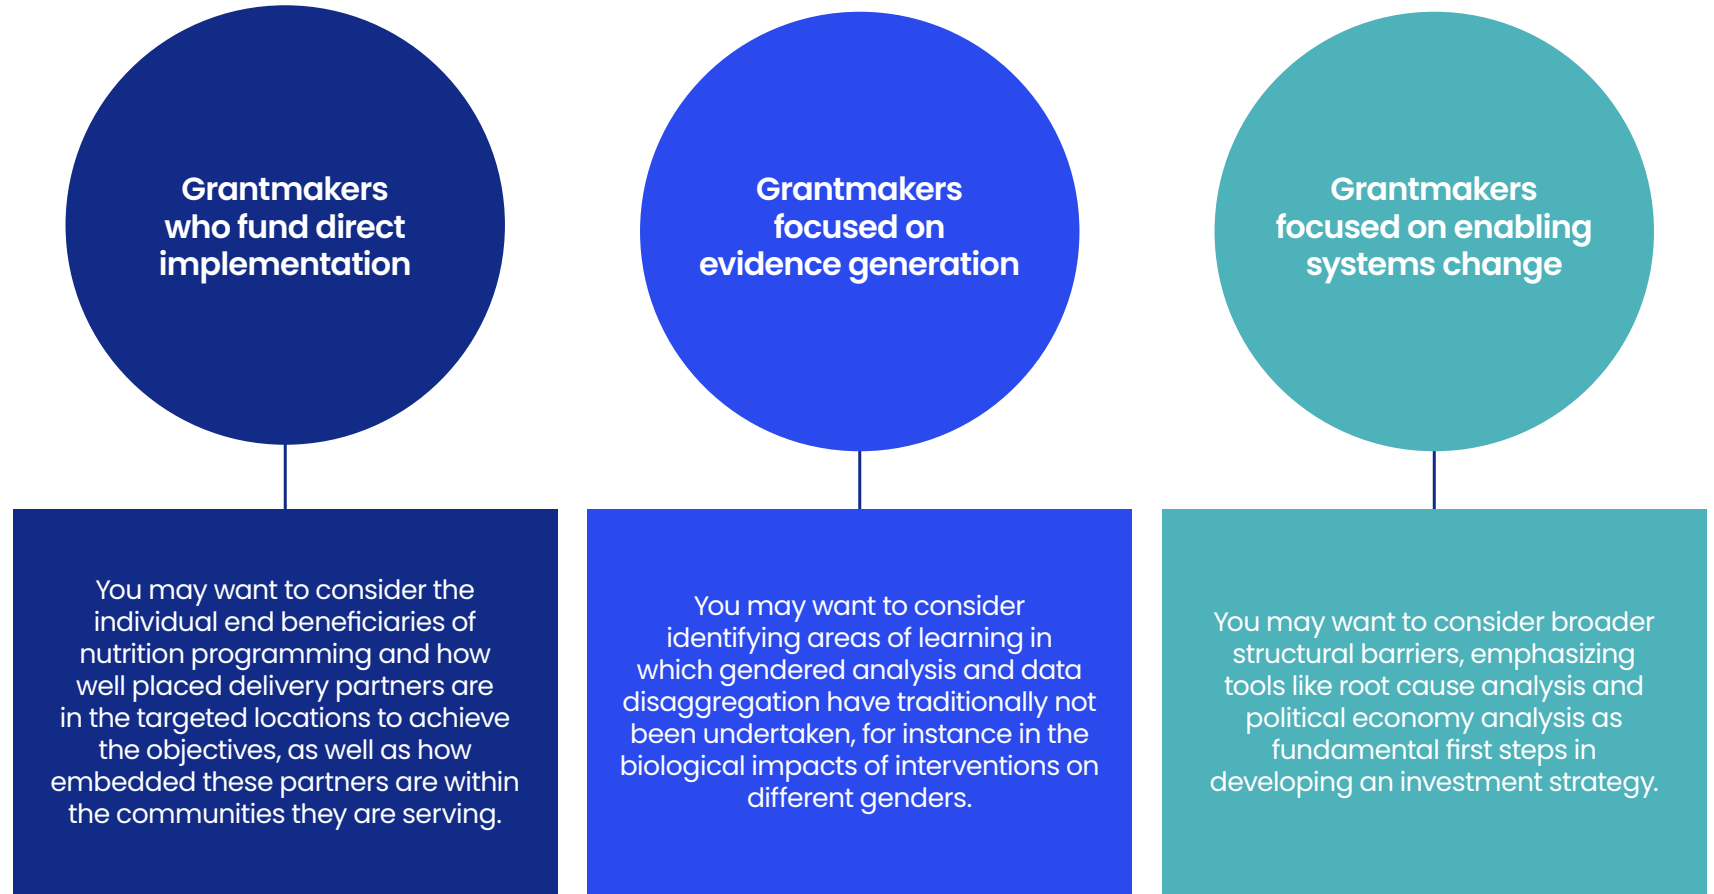 Grantmakers
who fund direct
implementation
You may want to consider the
individual end beneficiaries of
nutrition programming and how
well placed delivery partners are
in the targeted locations to achieve
the objectives, as well as how
embedded these partners are within
the communities they are serving.
Grantmakers
focused on
evidence generation
You may want to consider
identifying areas of learning in
which gendered analysis and data
disaggregation have traditionally not
been undertaken, for instance in the
biological impacts of interventions on
different genders.
Grantmakers
focused on enabling
systems change
You may want to consider broader
structural barriers, emphasizing
tools like root cause analysis and
political economy analysis as
fundamental first steps in
developing an investment strategy.